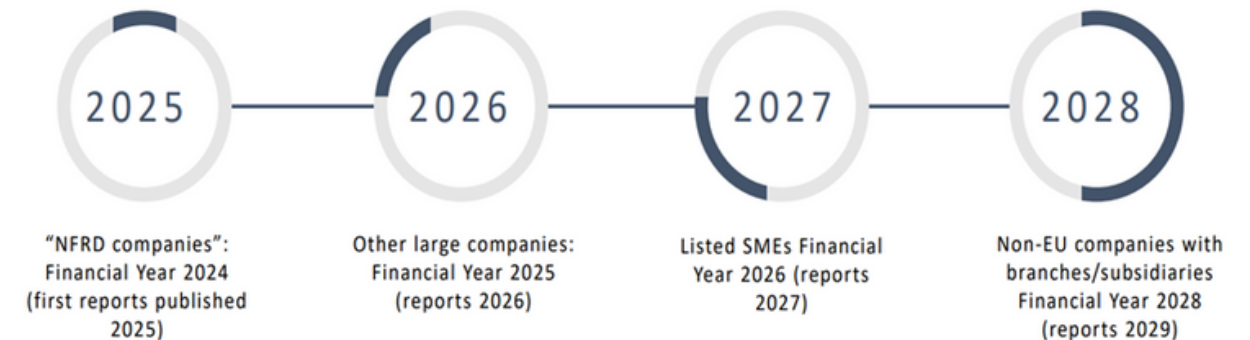 2025
2026
2027
2028
“NFRD companies”:
Financial Year 2024
(first reports published
2025)
Other large companies:
Financial Year 2025
(reports 2026)
Listed SMEs Financial
Year 2026 (reports
2027)
Non-EU companies with
branches/subsidiaries
Financial Year 2028
(reports 2029)